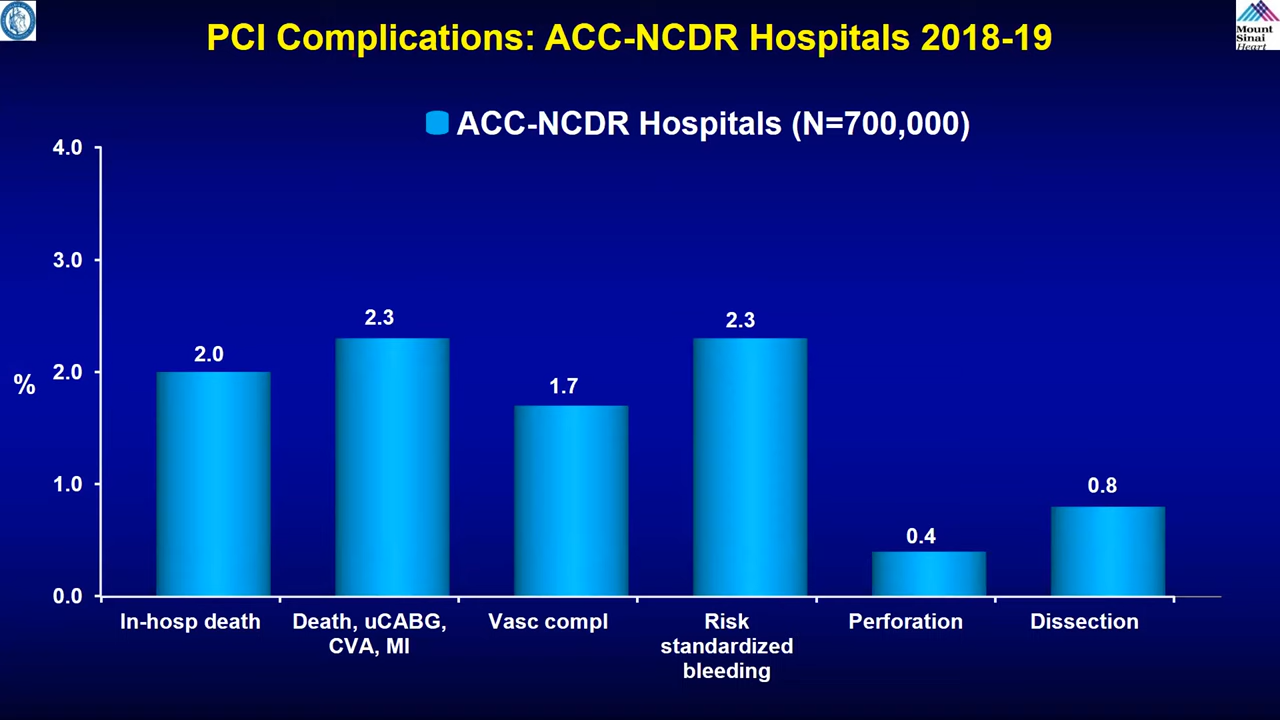 PCI Complications: ACC-NCDR Hospitals 2018-19
Mount
Sinai
Heart
ACC-NCDR Hospitals (N=700,000)
4.0
3.0
2.0
1.0
0.0
%
2.0
2.3
1.7
2.3
0.4
0.8
In-hosp death
Death, uCABG,
CVA, MI
Vasc compl
Risk
standardized
bleeding
Perforation
Dissection